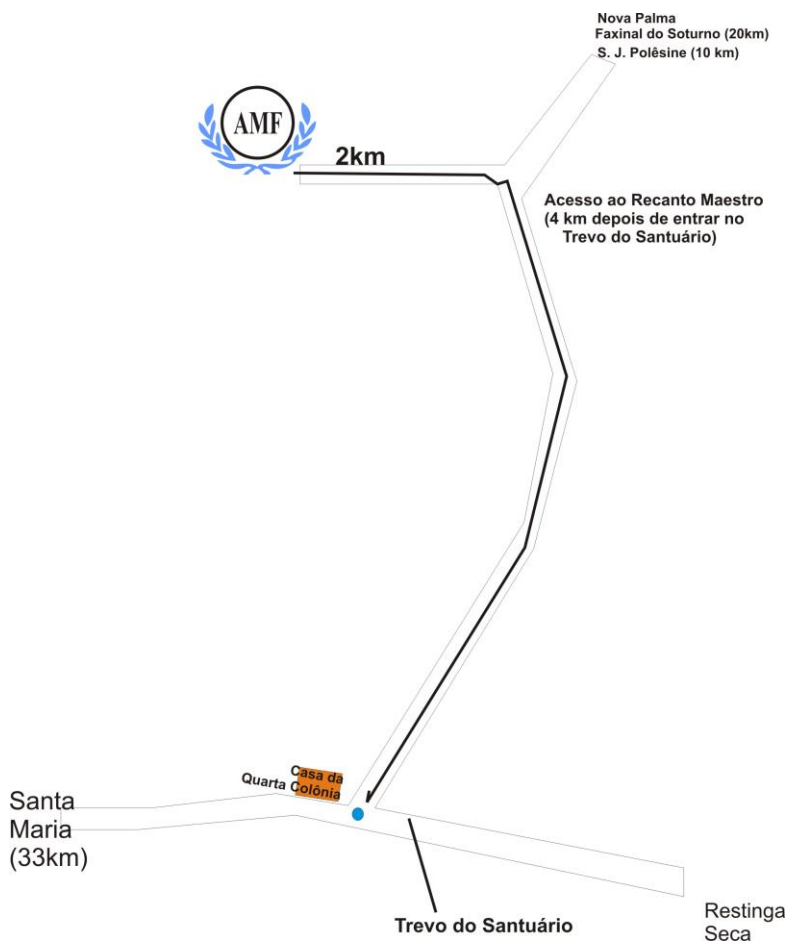 Nova Palma
Faxinal do Soturno (20km)
S. J. Polêsine (10 km)
AMF
2km
Acesso ao Recanto Maestro
(4 km depois de entrar no
Trevo do Santuário)
Casa da
Quarta Colônia
Santa
Maria
(33km)
Trevo do Santuário
Restinga
Seca